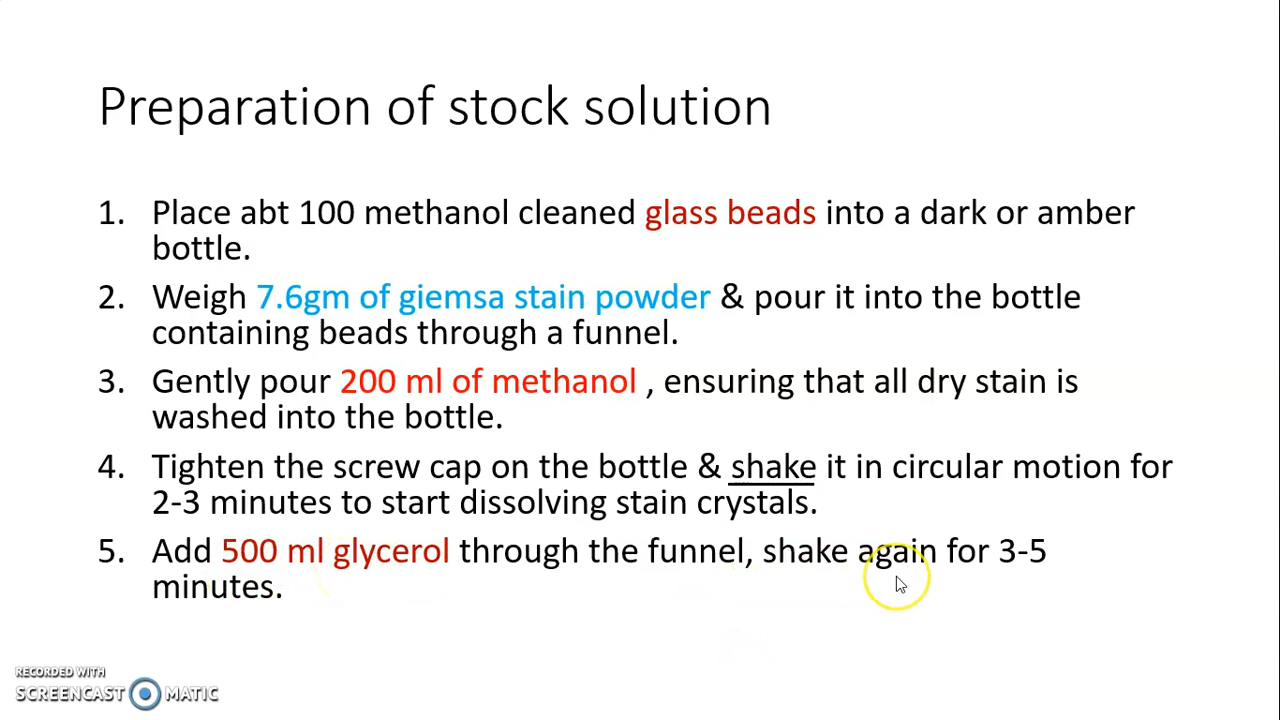 Preparation of stock solution
1. Place abt 100 methanol cleaned glass beads into a dark or amber
bottle.
2. Weigh 7.6gm of giemsa stain powder & pour it into the bottle
containing beads through a funnel.
3. Gently pour 200 ml of methanol , ensuring that all dry stain is
washed into the bottle.
4. Tighten the screw cap on the bottle & shake it in circular motion for
2-3 minutes to start dissolving stain crystals.
5. Add 500 ml glycerol through the funnel, shake again for 3-5
minutes.
RECORDED WITH
SCREENCAST MATIC